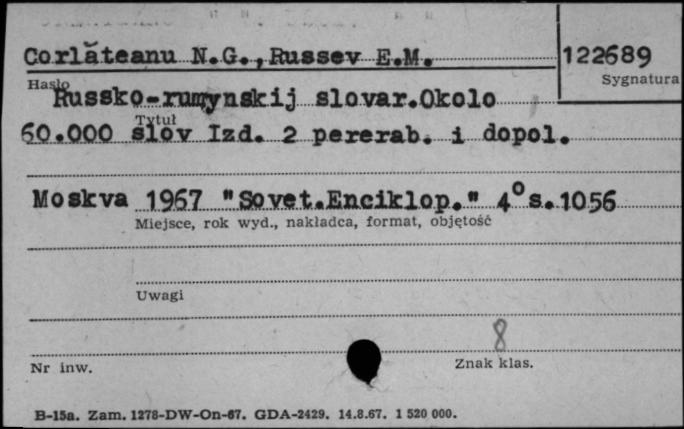 Corlăteanu N.G., Russev E.M.
122689
Sygnatura
Hasło
Russko-rumynskij slovar.Okolo
Tytuł
60.000 slov Izd. 2 pererab. i dopol.
Moskva 1967 "Sovet.Enciklop." 4° s.1056
Miejsce, rok wyd., nakładca, format, objętość
Uwagi
8
Nr inw.
Znak klas.
B-15a. Zam. 1278-DW-On-67. GDA-2429. 14.8.67. 1 520 000.